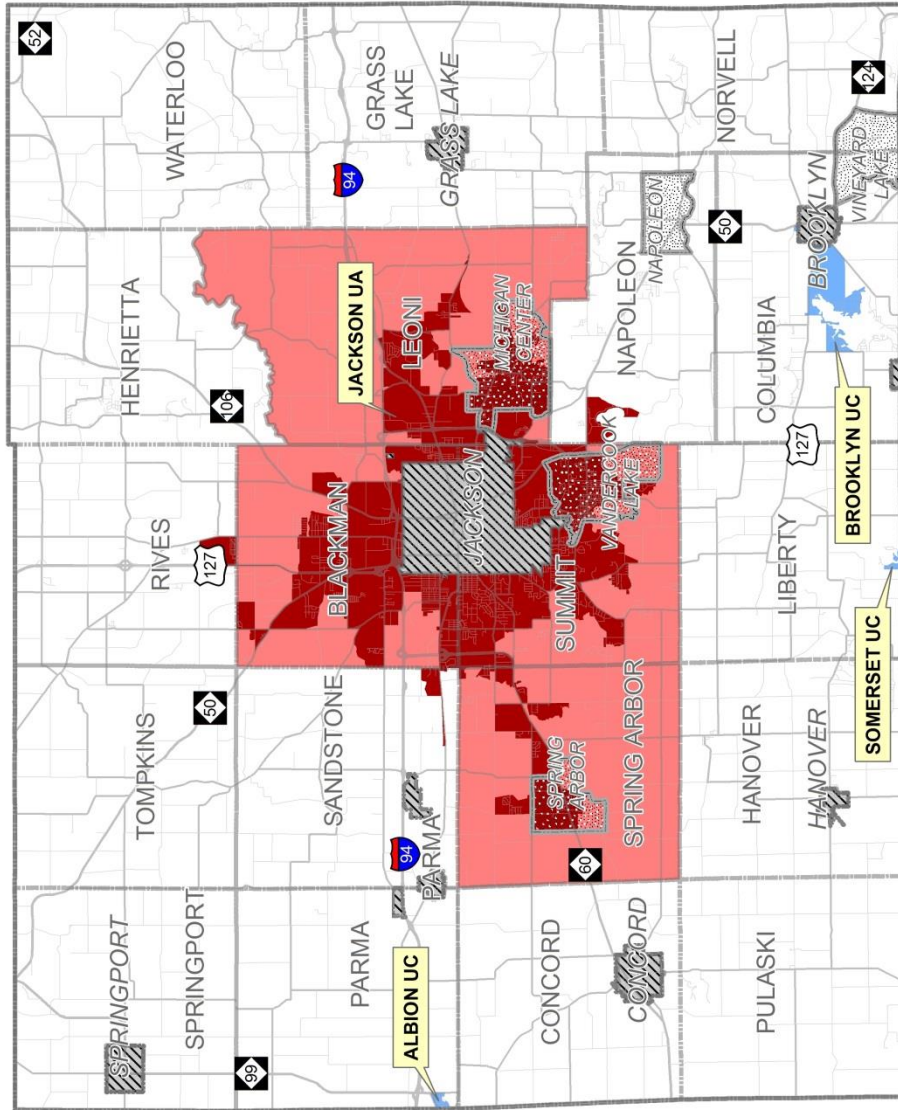 52
SPRINGPORT
TOMPKINS
RIVES
HENRIETTA
WATERLOO
SPRINGPORT
50
127
106
99
SANDSTONE
BLACKMAN
94
PARMA
JACKSON UA
GRASS
LAKE
94
ALBION UC
LEONI
PARMA
GRASS LAKE
JACKSON
MICHIGAN
CENTER
CONCORD
SPRING
ARBOR
SUMMIT
60
VANDERCOOK
LAKE
NAPOLEON
NAPOLEON
CONCORD
SPRING ARBOR
50
NORVELL
PULASKI
HANOVER
LIBERTY
COLUMBIA
127
HANOVER
BROOKLYN
VINEYARD
LAKE
124
SOMERSET UC
BROOKLYN UC